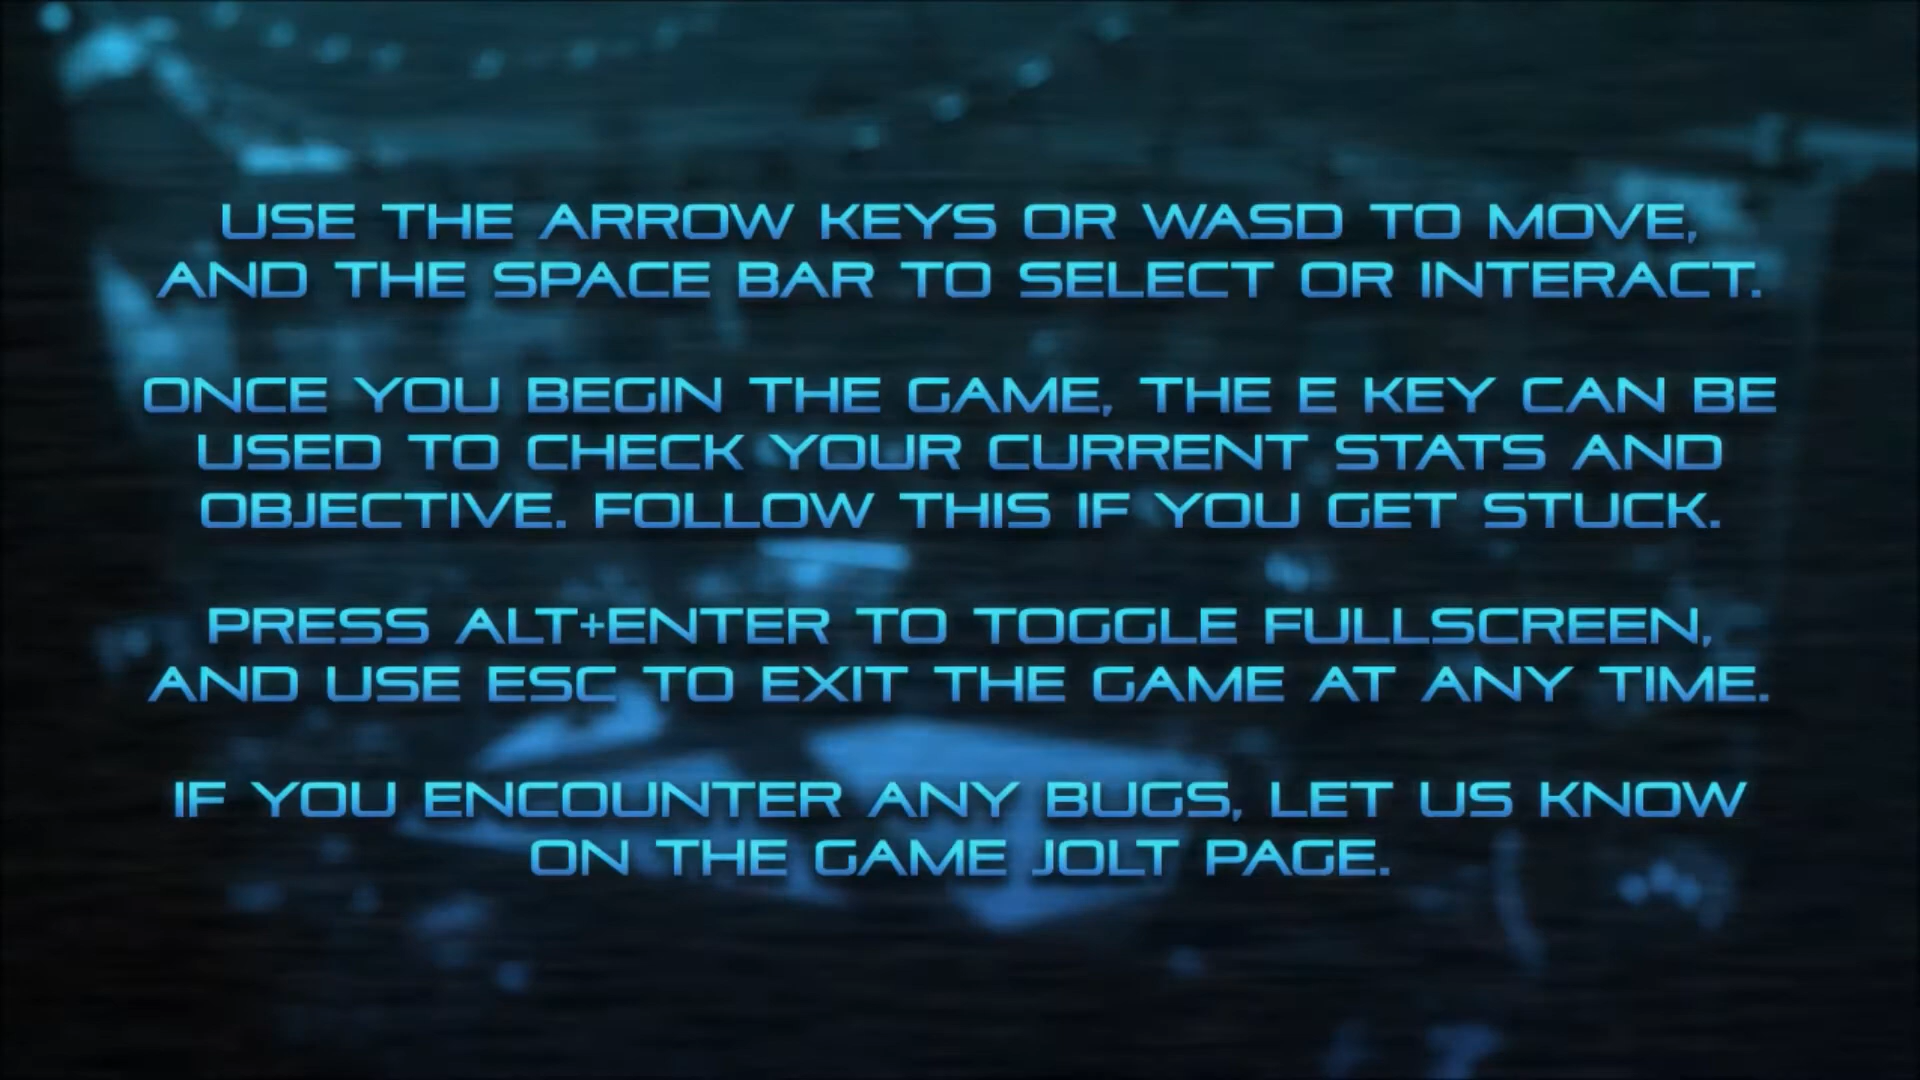 USE THE ARROW KEYS OR WASD TO MOVE,
AND THE SPACE BAR TO SELECT OR INTERACT.
ONCE YOU BEGIN THE GAME, THE E KEY CAN BE
USED TO CHECK YOUR CURRENT STATS AND
OBJECTIVE. FOLLOW THIS IF YOU GET STUCK.
PRESS ALT+ENTER TO TOGGLE FULLSCREEN,
AND USE ESC TO EXIT THE GAME AT ANY TIME.
IF YOU ENCOUNTER ANY BUGS, LET US KNOW
ON THE GAME JOLT PAGE.